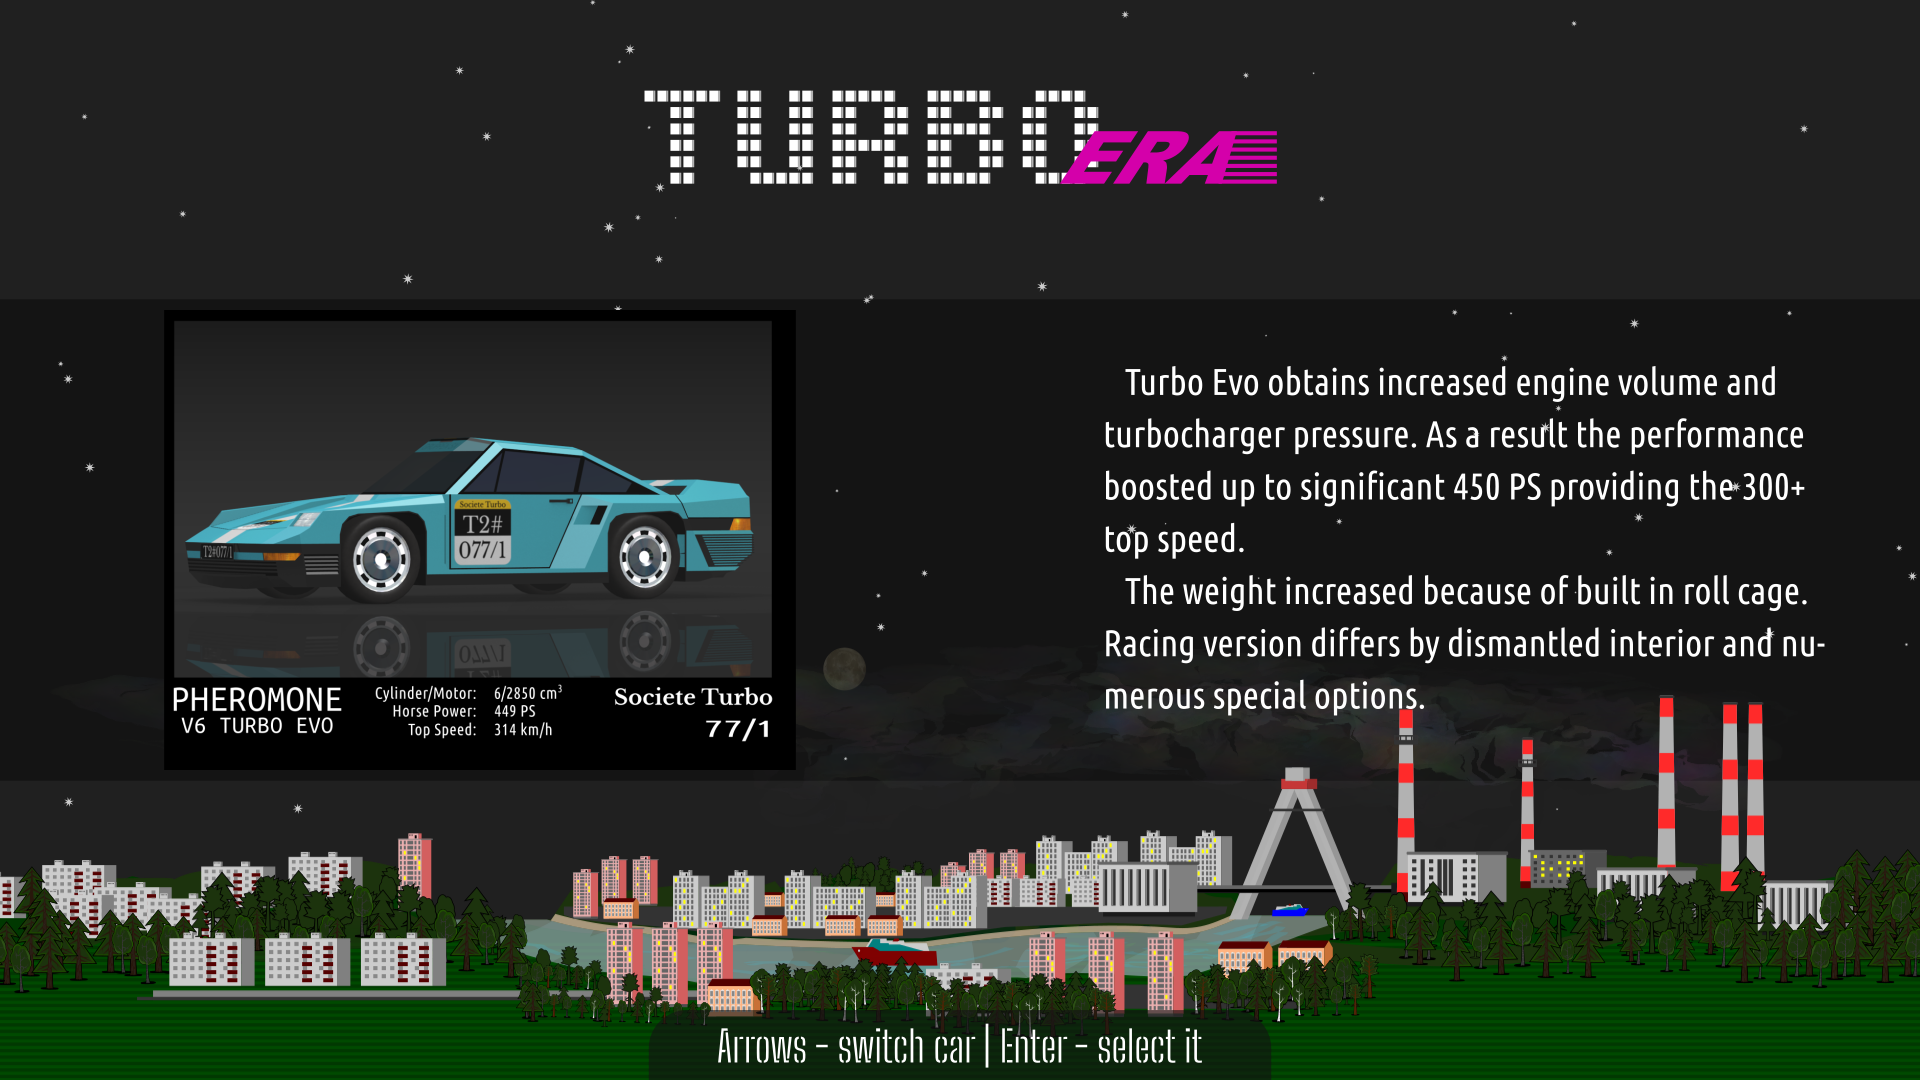 TURBO ERA
Turbo Evo obtains increased engine volume and
turbocharger pressure. As a result the performance
boosted up to significant 450 PS providing the 300+
top speed.
The weight increased because of built in roll cage.
Racing version differs by dismantled interior and nu-
merous special options.
Societe Turbo
T2#
077/1
T2#077/1
PHEROMONE
V6 TURBO EVO
Cylinder/Motor: 6/2850 cm³
Horse Power: 449 PS
Top Speed: 314 km/h
Societe Turbo
77/1
Arrows - switch car | Enter - select it